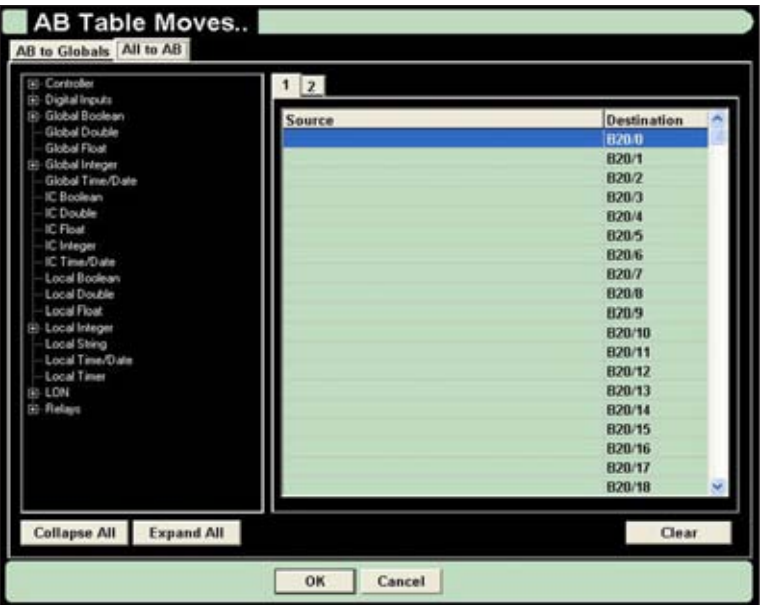 AB Table Moves..
AB to Globals All to AB
Controller
Digital Inputs
Global Boolean
Global Double
Global Float
Global Integer
Global Time/Date
IC Boolean
IC Double
IC Float
IC Integer
IC Time/Date
Local Boolean
Local Double
Local Float
Local Integer
Local String
Local Time/Date
Local Timer
LON
Relays
1 2
Source Destination
B20/0
B20/1
B20/2
B20/3
B20/4
B20/5
B20/6
B20/7
B20/8
B20/9
B20/10
B20/11
B20/12
B20/13
B20/14
B20/15
B20/16
B20/17
B20/18
Collapse All Expand All Clear
OK Cancel